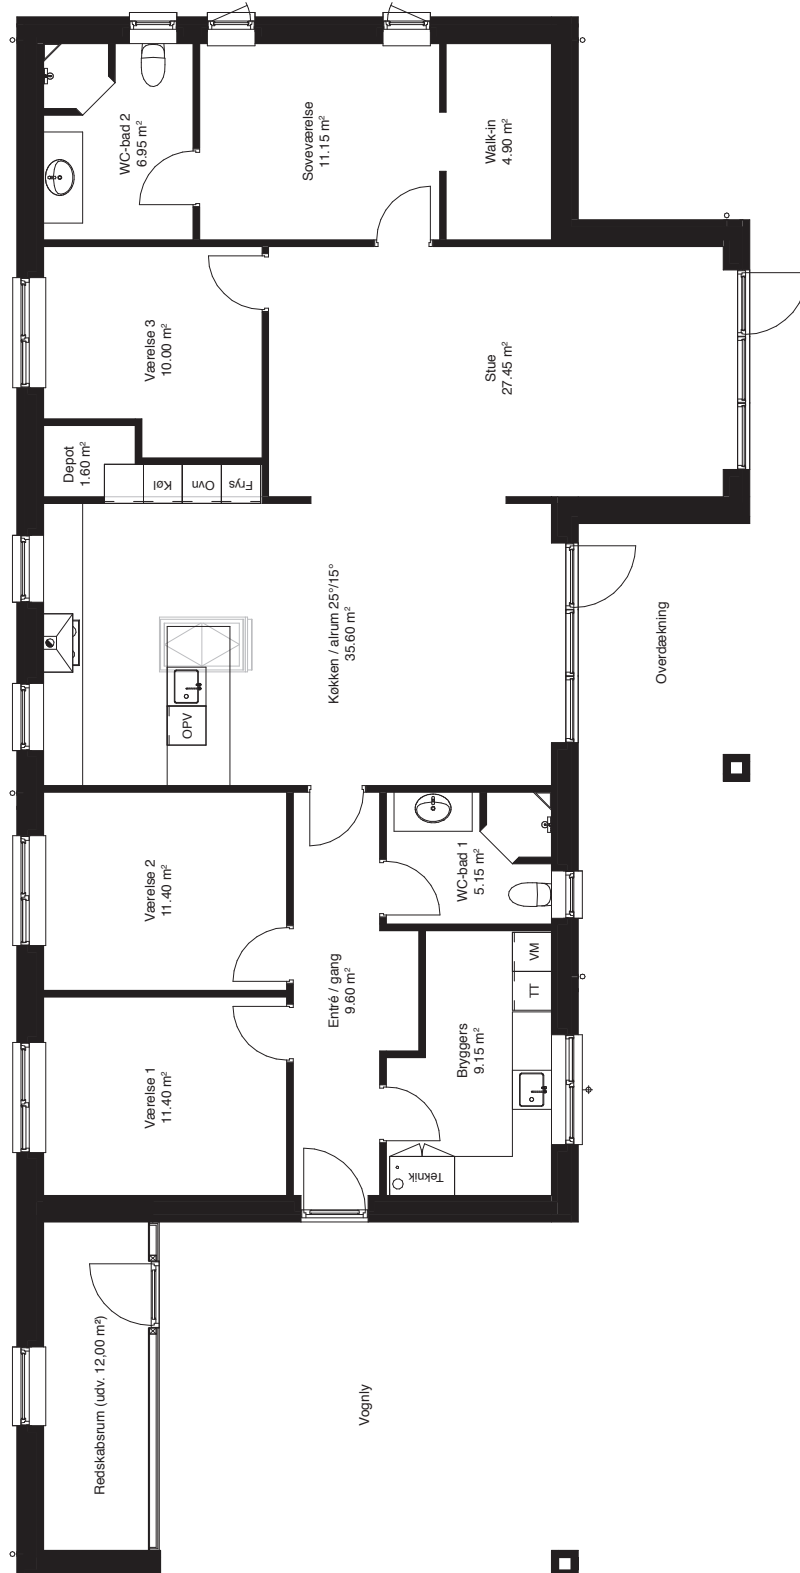 WC-bad 2
6.95 m²
Soveværelse
11.15 m²
Walk-in
4.90 m²
Værelse 3
10.00 m²
Stue
27.45 m²
Depot
1.60 m²
Køl
Ovn
Frys
Køkken / alrum 25°/15°
35.60 m²
OPV
Overdækning
Værelse 2
11.40 m²
WC-bad 1
5.15 m²
Entré / gang
9.60 m²
VM
TT
Bryggers
9.15 m²
Værelse 1
11.40 m²
Teknik
Redskabsrum (udv. 12,00 m²)
Vognly